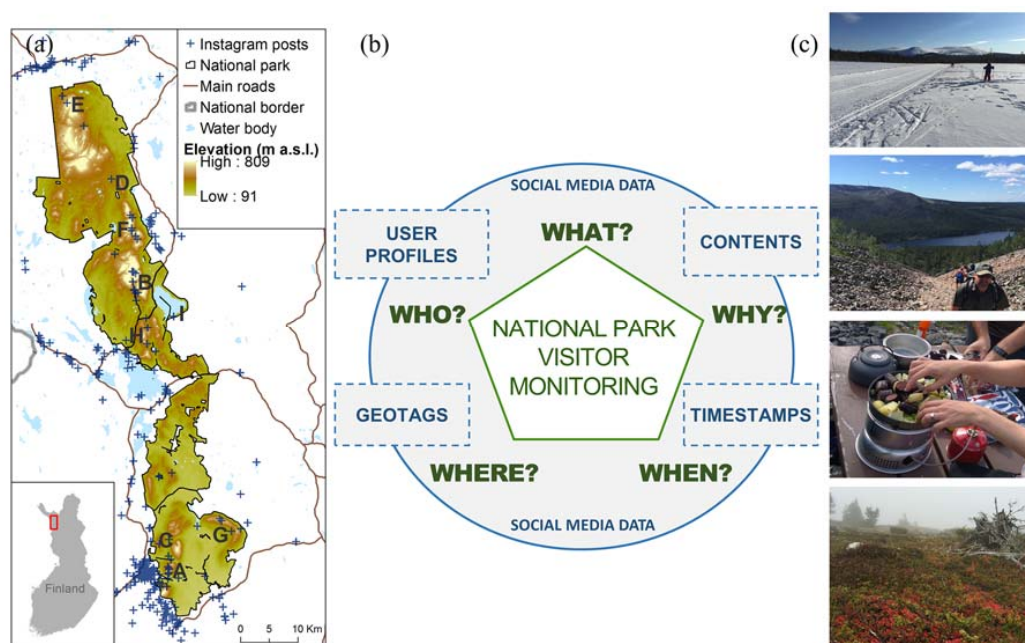 (a)
Instagram posts
National park
Main roads
National border
Water body
Elevation (m a.s.l.)
High : 809
Low : 91
E
D
F
B
I
H
C
G
A
Finland
0 5 10 Km
(b)
SOCIAL MEDIA DATA
USER
PROFILES
WHAT?
CONTENTS
WHO?
WHY?
NATIONAL PARK
VISITOR
MONITORING
GEOTAGS
TIMESTAMPS
WHERE?
WHEN?
SOCIAL MEDIA DATA
(c)